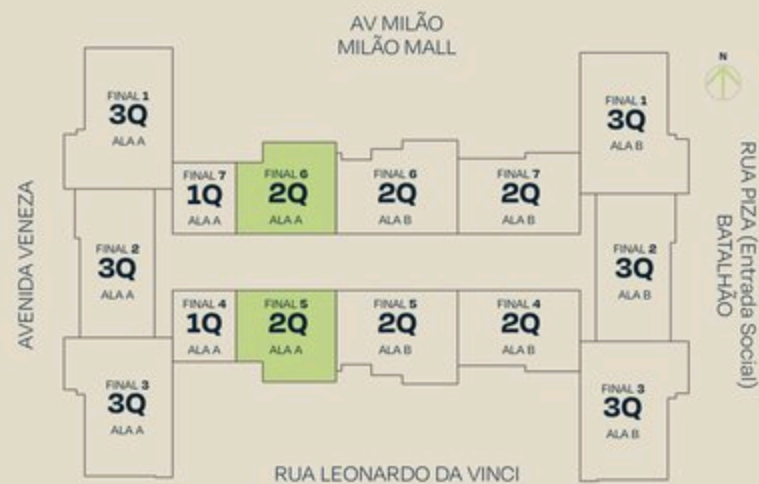 AV MILÃO
MILÃO MALL
N
FINAL 1
3Q
ALA A
FINAL 1
3Q
ALA B
FINAL 7
1Q
ALA A
FINAL 6
2Q
ALA A
FINAL 6
2Q
ALA B
FINAL 7
2Q
ALA B
AVENIDA VENEZA
FINAL 2
3Q
ALA A
FINAL 2
3Q
ALA B
RUA PIZA (Entrada Social)
BATALHÃO
FINAL 4
1Q
ALA A
FINAL 5
2Q
ALA A
FINAL 5
2Q
ALA B
FINAL 4
2Q
ALA B
FINAL 3
3Q
ALA A
FINAL 3
3Q
ALA B
RUA LEONARDO DA VINCI